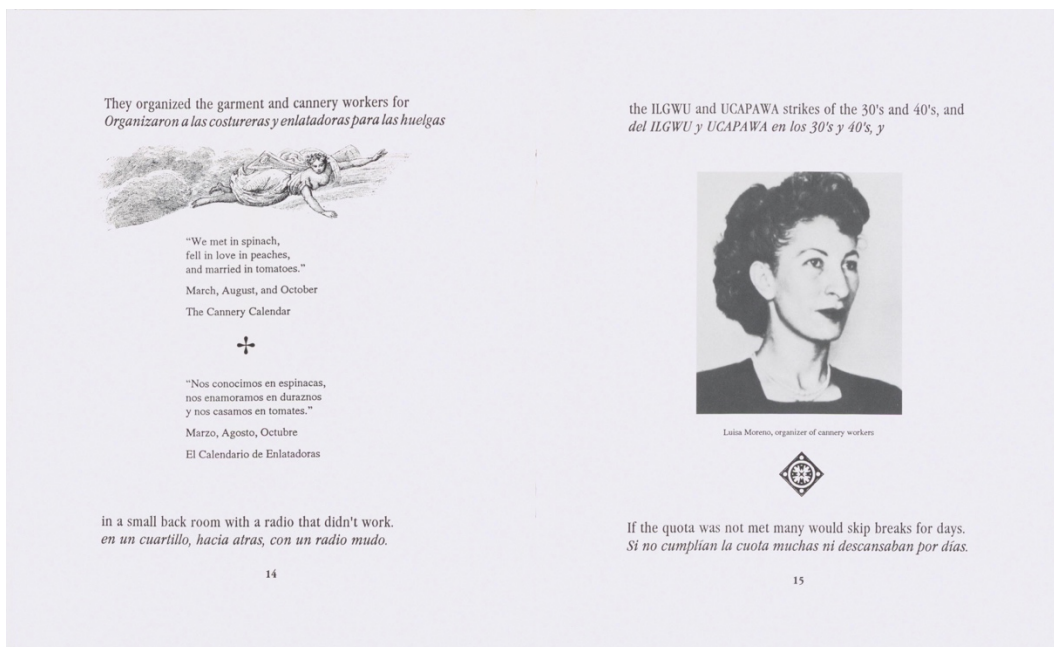 They organized the garment and cannery workers for
Organizaron a las costureras y enlatadoras para las huelgas
"We met in spinach,
fell in love in peaches,
and married in tomatoes."
March, August, and October
The Cannery Calendar
"Nos conocimos en espinacas,
nos enamoramos en duraznos
y nos casamos en tomates."
Marzo, Agosto, Octubre
El Calendario de Enlatadoras
in a small back room with a radio that didn't work.
en un cuartillo, hacia atras, con un radio mudo.
14
the ILGWU and UCAPAWA strikes of the 30's and 40's, and
del ILGWU y UCAPAWA en los 30's y 40's, y
Luisa Moreno, organizer of cannery workers
If the quota was not met many would skip breaks for days.
Si no cumplían la cuota muchas ni descansaban por días.
15